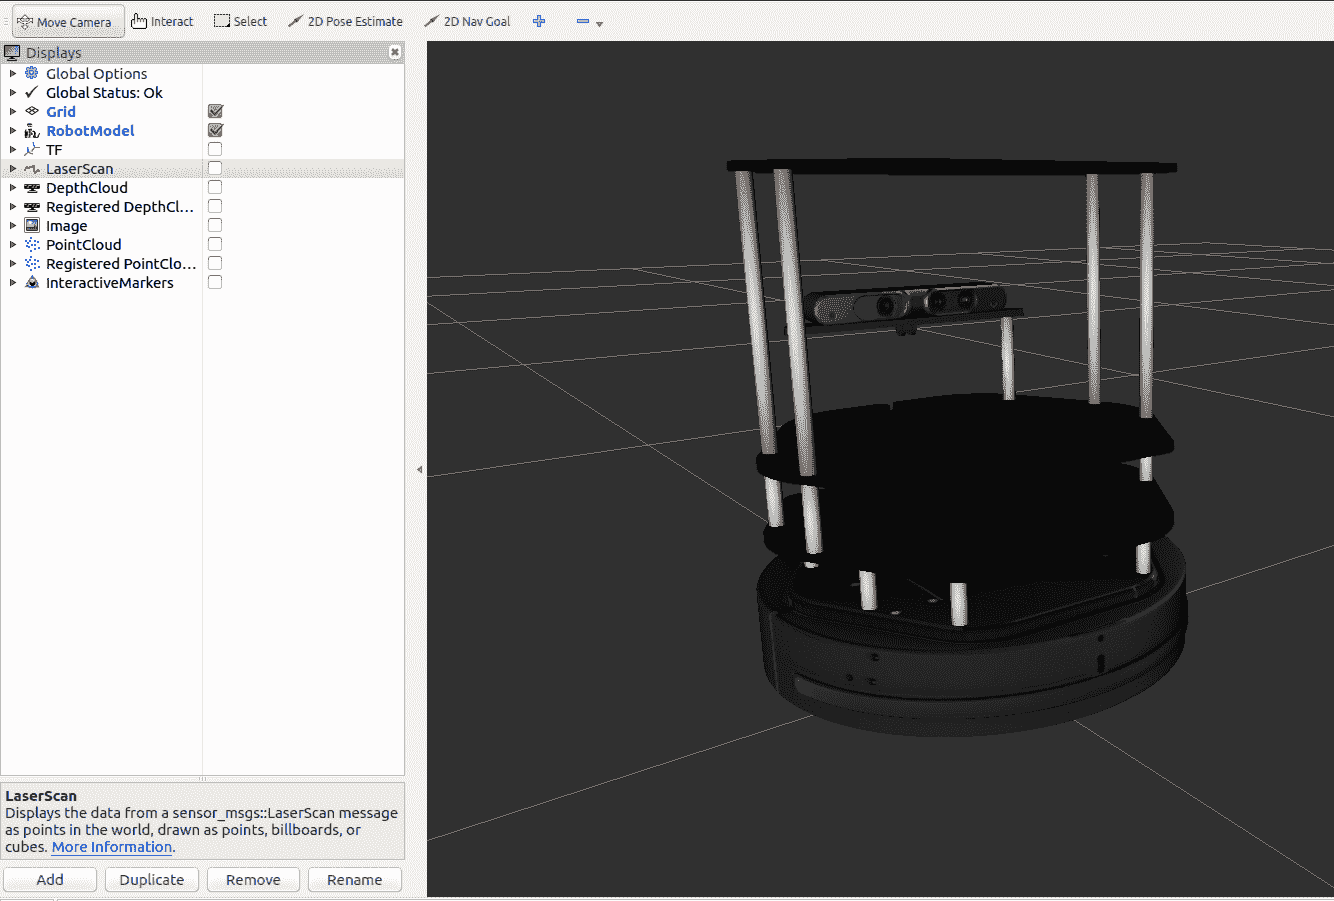 Move Camera Interact Select 2D Pose Estimate 2D Nav Goal
Displays
Global Options
Global Status: Ok
Grid
RobotModel
TF
LaserScan
DepthCloud
Registered DepthCl...
Image
PointCloud
Registered PointClo...
InteractiveMarkers
LaserScan
Displays the data from a sensor_msgs::LaserScan message
as points in the world, drawn as points, billboards, or
cubes. More Information.
Add Duplicate Remove Rename